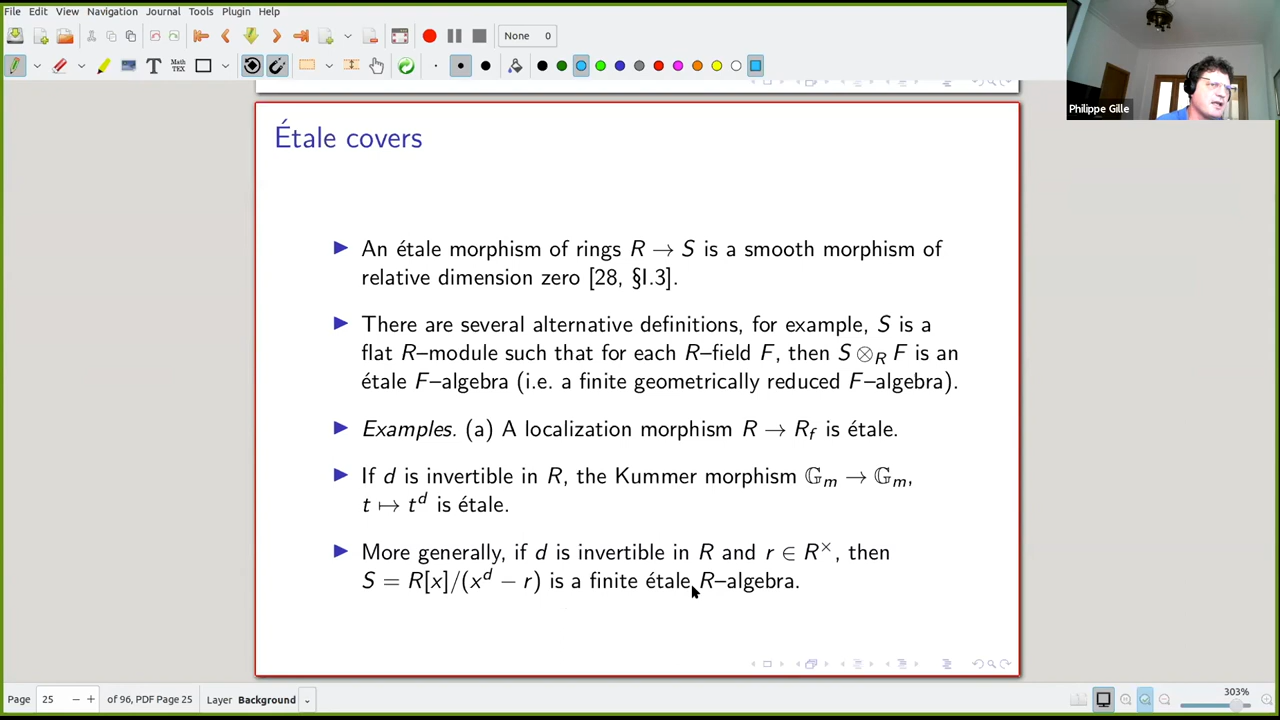 File Edit View Navigation Journal Tools Plugin Help
None 0
Philippe Gille
Étale covers
▶ An étale morphism of rings R → S is a smooth morphism of
relative dimension zero [28, §I.3].
▶ There are several alternative definitions, for example, S is a
flat R–module such that for each R–field F, then S ⊗_R F is an
étale F–algebra (i.e. a finite geometrically reduced F–algebra).
▶ Examples. (a) A localization morphism R → R_f is étale.
▶ If d is invertible in R, the Kummer morphism 𝔾_m → 𝔾_m,
t ↦ t^d is étale.
▶ More generally, if d is invertible in R and r ∈ R^×, then
S = R[x]/(x^d − r) is a finite étale R–algebra.
Page 25 of 96, PDF Page 25 Layer Background 303%